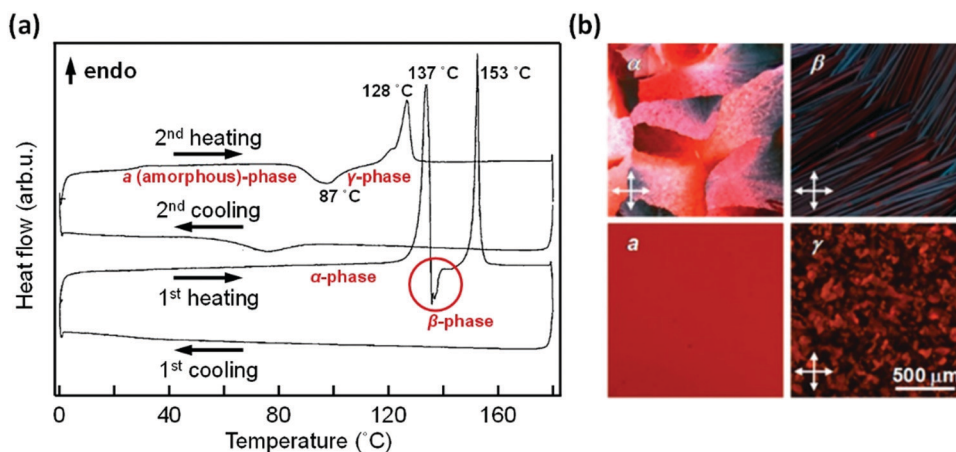 (a)
endo
137 ˚C
153 ˚C
128 ˚C
2nd heating
a (amorphous)-phase
γ-phase
87 ˚C
2nd cooling
α-phase
1st heating
β-phase
1st cooling
Heat flow (arb.u.)
0
40
80
120
160
Temperature (˚C)
(b)
α
β
a
γ
500 μm